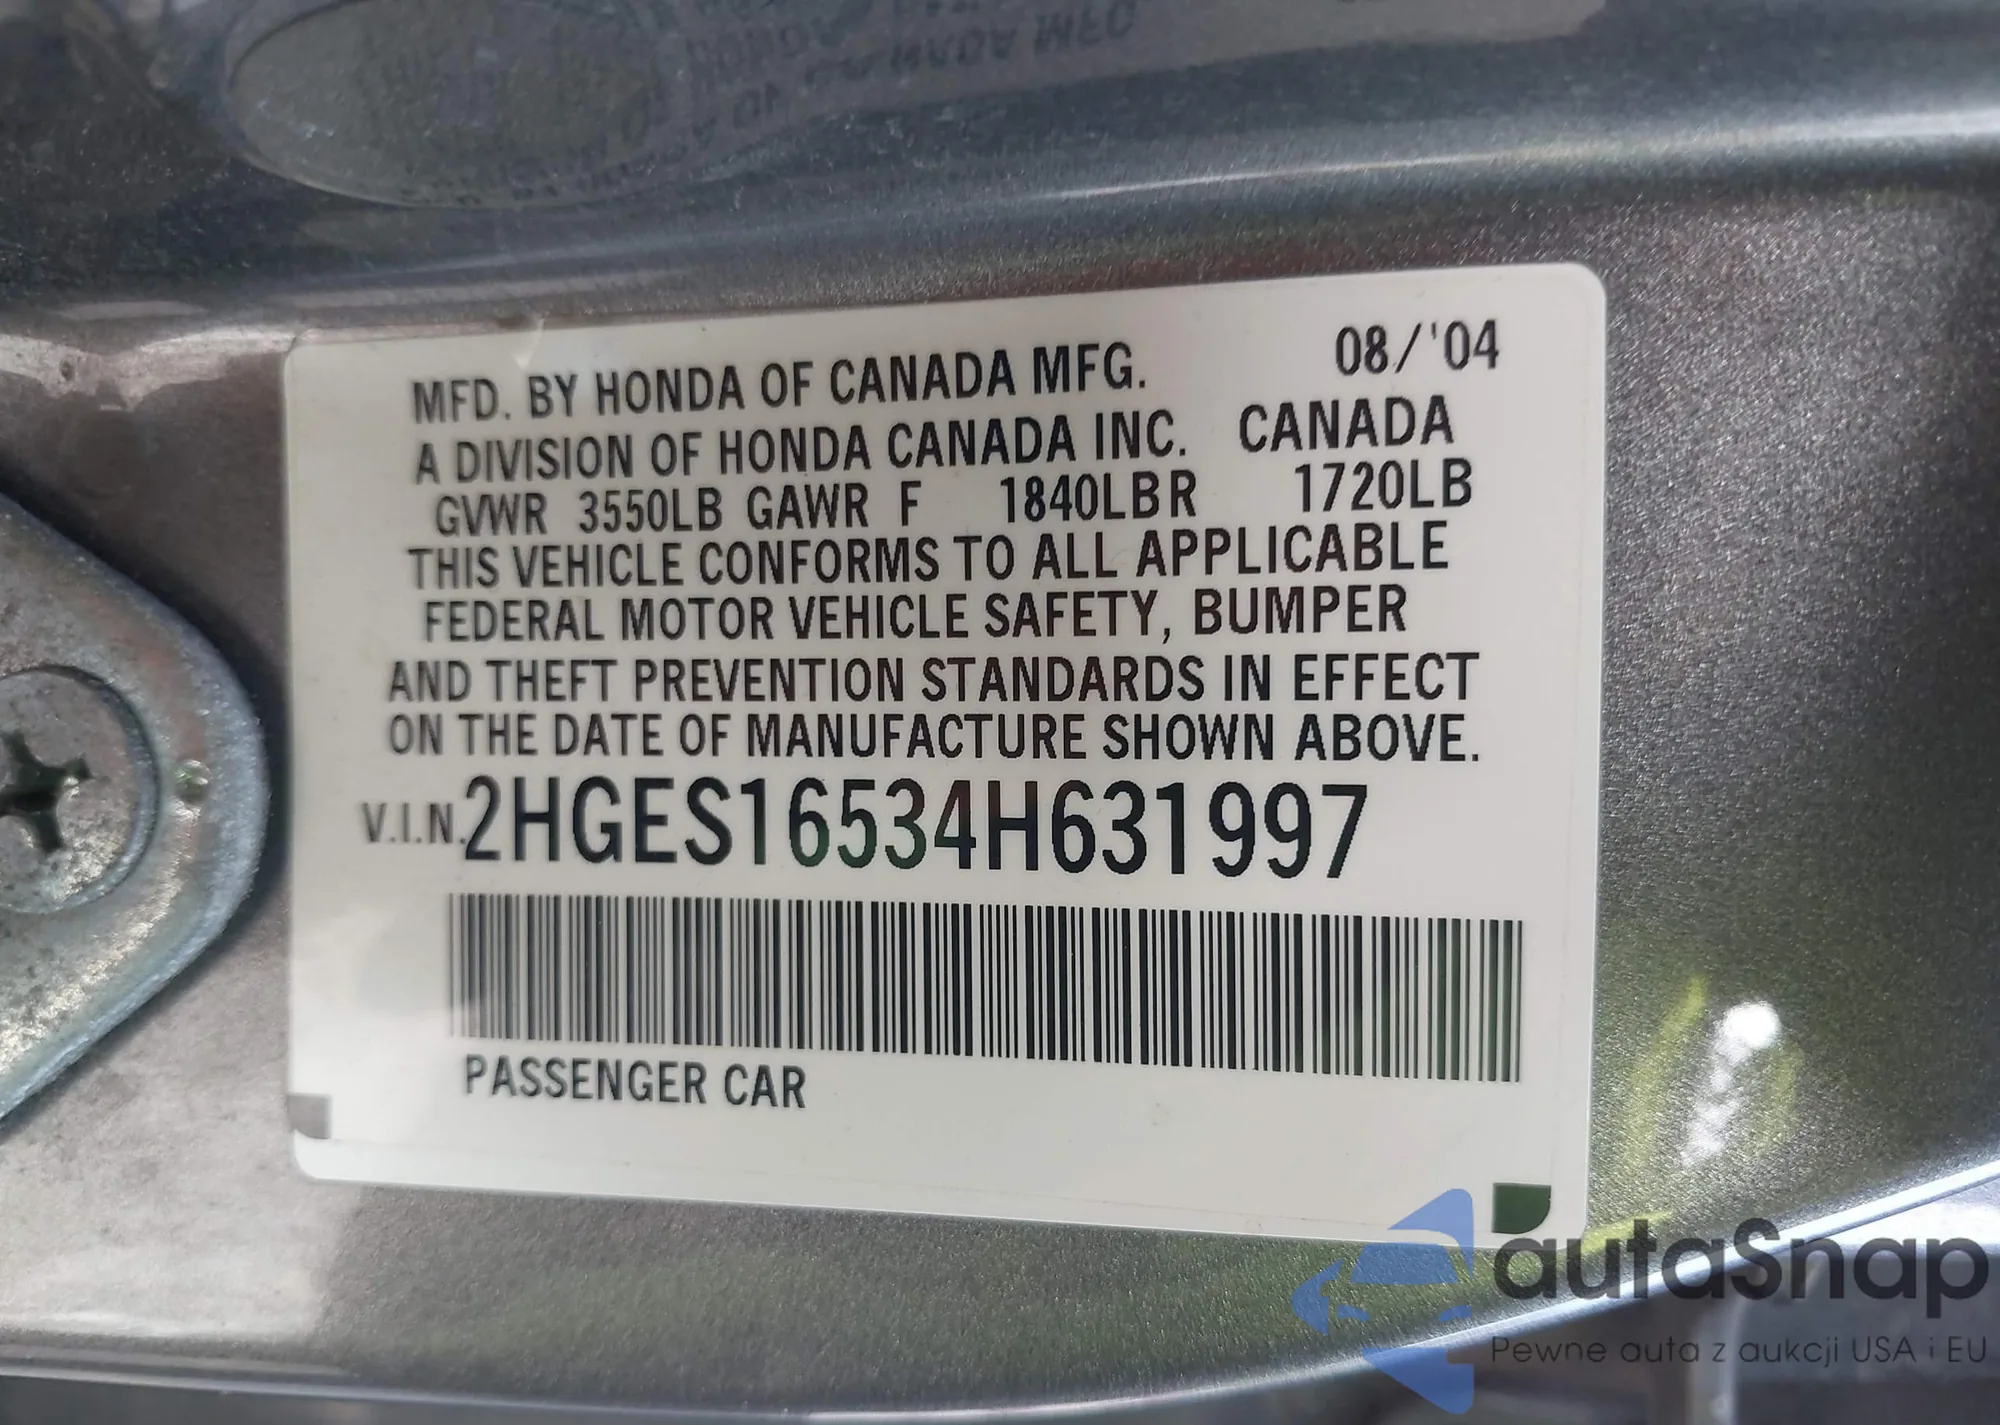 MFD. BY HONDA OF CANADA MFG. 08/'04
A DIVISION OF HONDA CANADA INC. CANADA
GVWR 3550LB GAWR F 1840LB R 1720LB
THIS VEHICLE CONFORMS TO ALL APPLICABLE
FEDERAL MOTOR VEHICLE SAFETY, BUMPER
AND THEFT PREVENTION STANDARDS IN EFFECT
ON THE DATE OF MANUFACTURE SHOWN ABOVE.
V.I.N. 2HGES16534H631997
PASSENGER CAR
autaSnap
Pewne auta z aukcji USA i EU